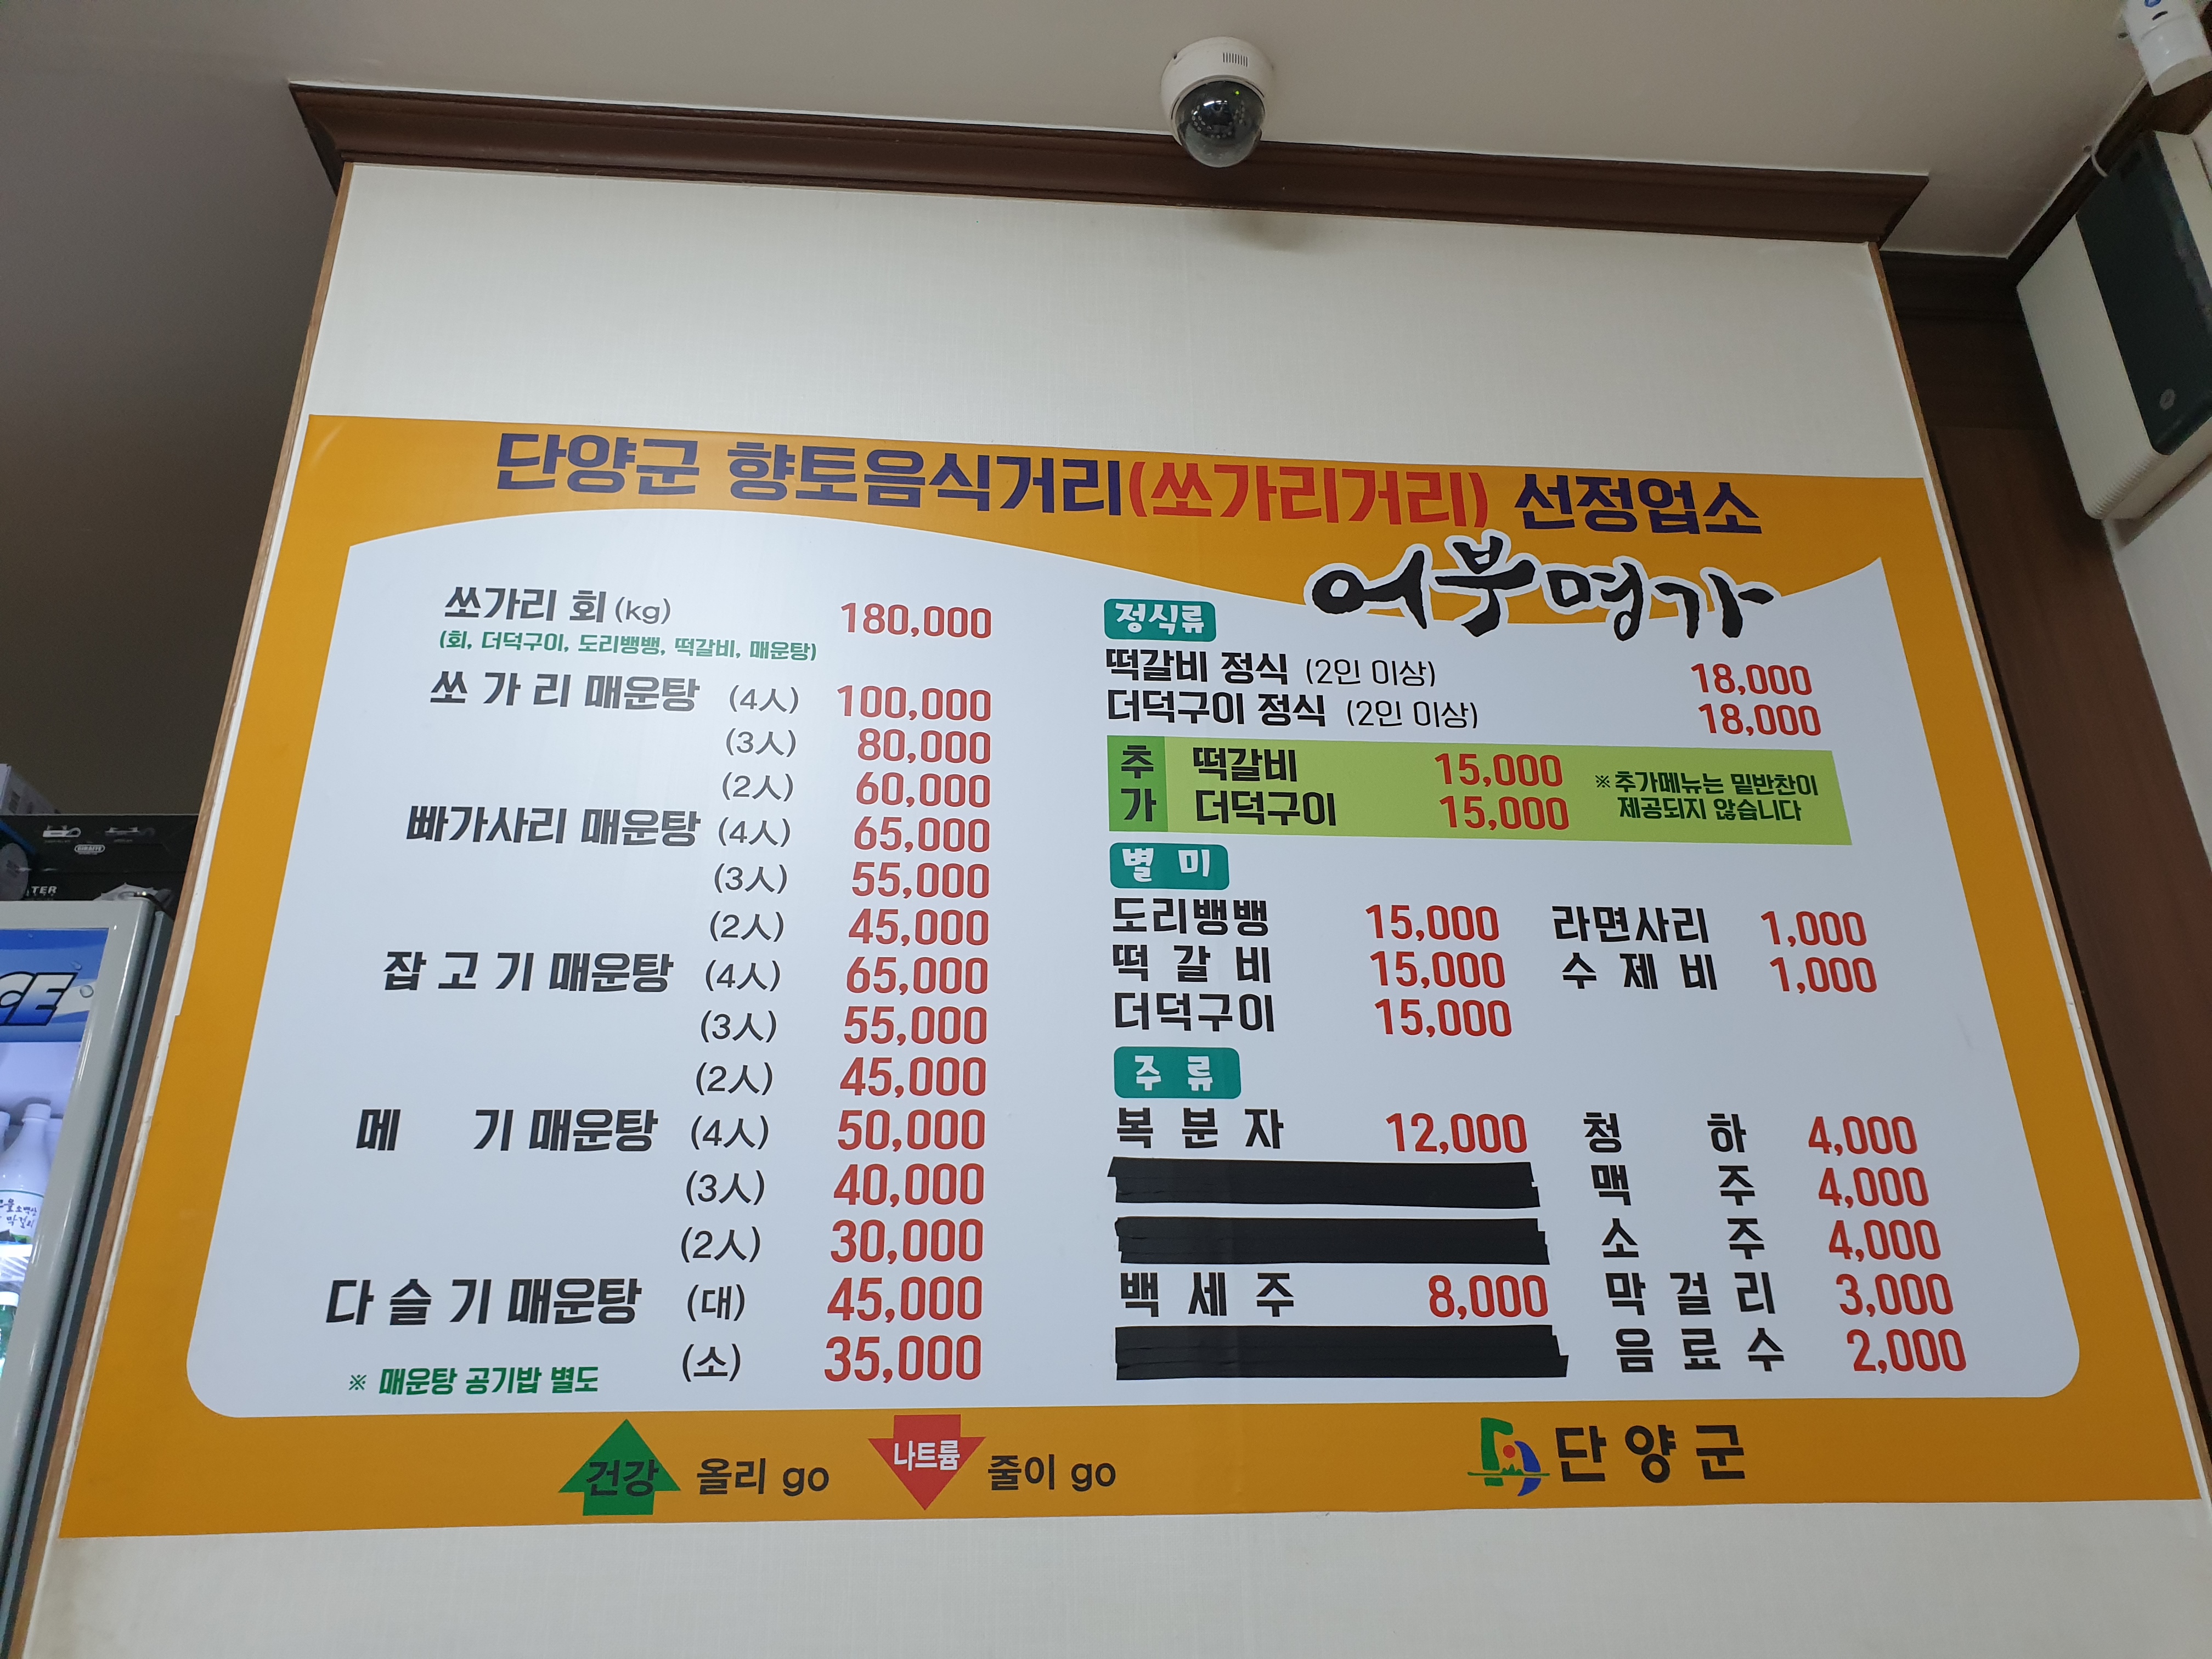 단양군 향토음식거리(쏘가리거리) 선정업소
어부명가
쏘가리 회 (kg) 180,000
(회, 더덕구이, 도리뱅뱅, 떡갈비, 매운탕)
쏘 가 리 매운탕 (4人) 100,000
(3人) 80,000
(2人) 60,000
빠가사리 매운탕 (4人) 65,000
(3人) 55,000
(2人) 45,000
잡 고 기 매운탕 (4人) 65,000
(3人) 55,000
(2人) 45,000
메 기 매운탕 (4人) 50,000
(3人) 40,000
(2人) 30,000
다 슬 기 매운탕 (대) 45,000
(소) 35,000
※ 매운탕 공기밥 별도
정식류
떡갈비 정식 (2인 이상) 18,000
더덕구이 정식 (2인 이상) 18,000
추가
떡갈비 15,000
더덕구이 15,000
※추가메뉴는 밑반찬이
제공되지 않습니다
별 미
도리뱅뱅 15,000 라면사리 1,000
떡 갈 비 15,000 수 제 비 1,000
더덕구이 15,000
주 류
복 분 자 12,000 청 하 4,000
맥 주 4,000
소 주 4,000
백 세 주 8,000 막 걸 리 3,000
음 료 수 2,000
건강 올리 go 나트륨 줄이 go
단양군
CE
GIRAFFE
TER
막걸리